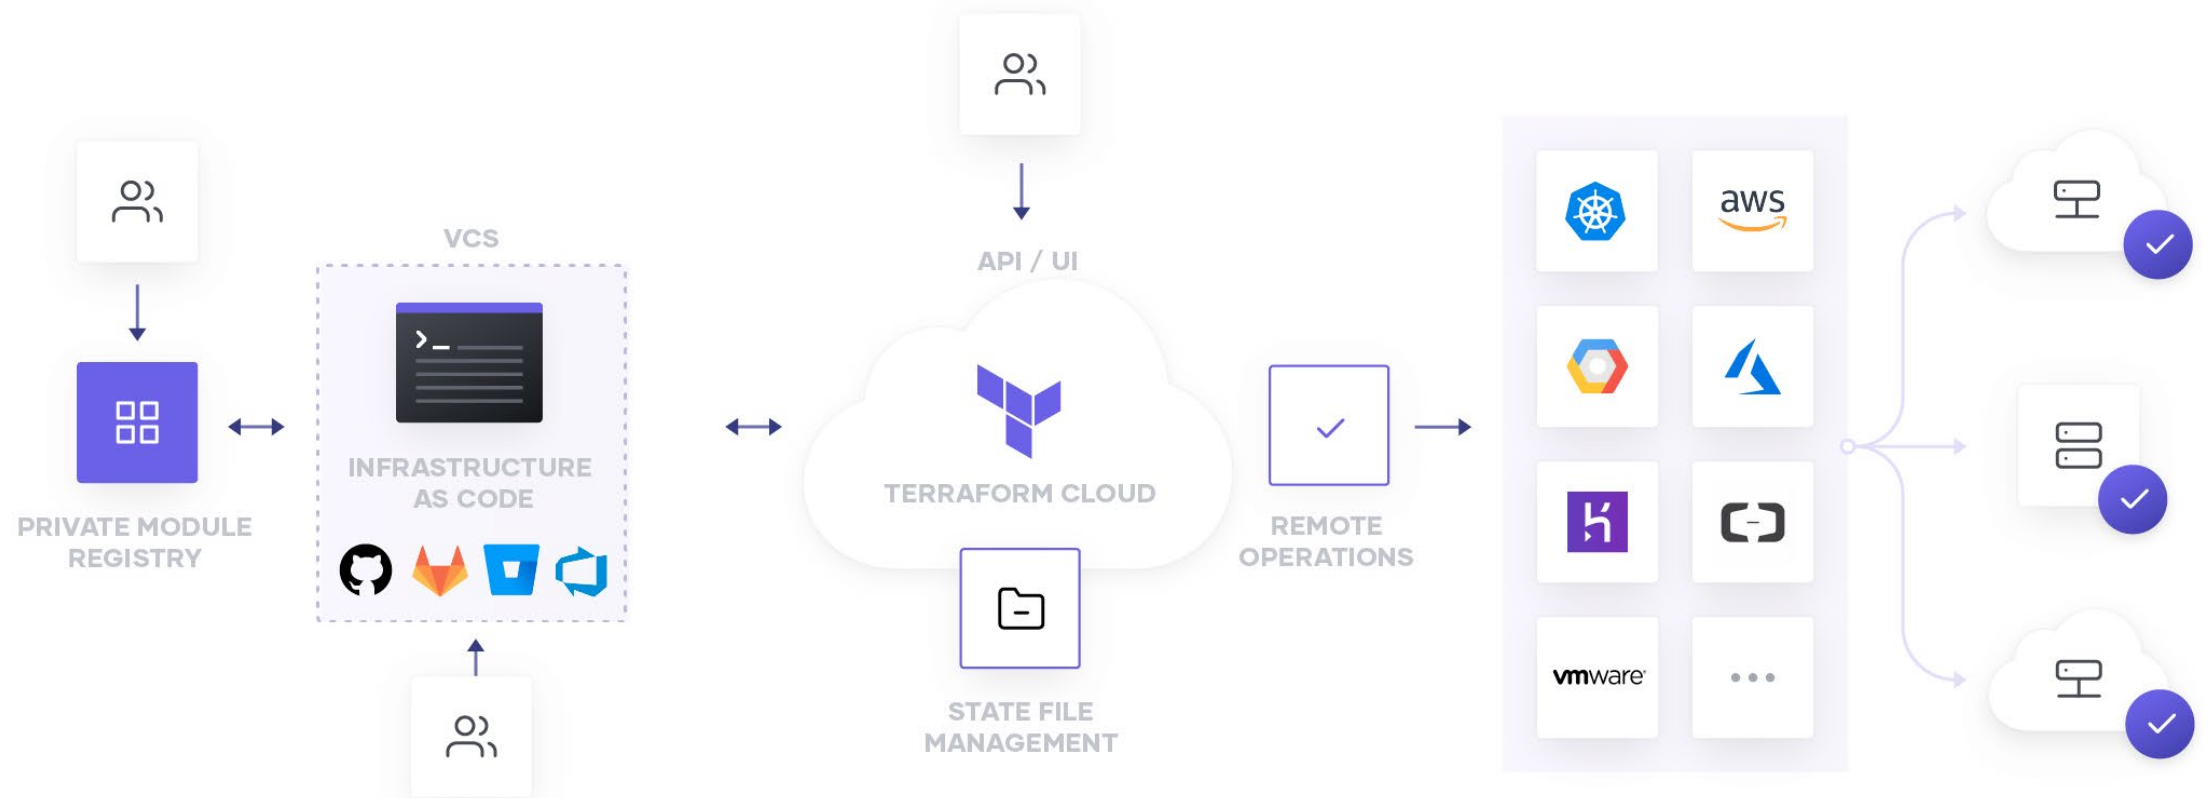 VCS
API / UI
aws
INFRASTRUCTURE
AS CODE
TERRAFORM CLOUD
PRIVATE MODULE
REGISTRY
REMOTE
OPERATIONS
vmware®
STATE FILE
MANAGEMENT